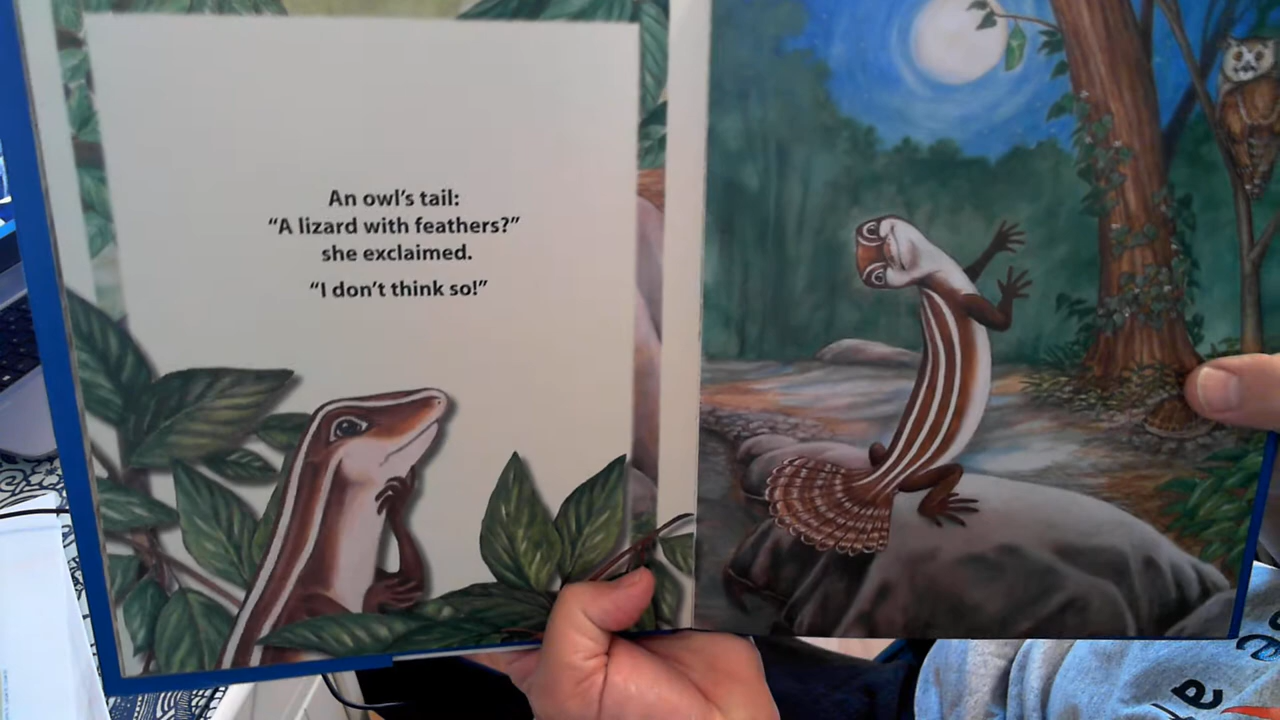 An owl's tail:
“A lizard with feathers?”
she exclaimed.
“I don't think so!”